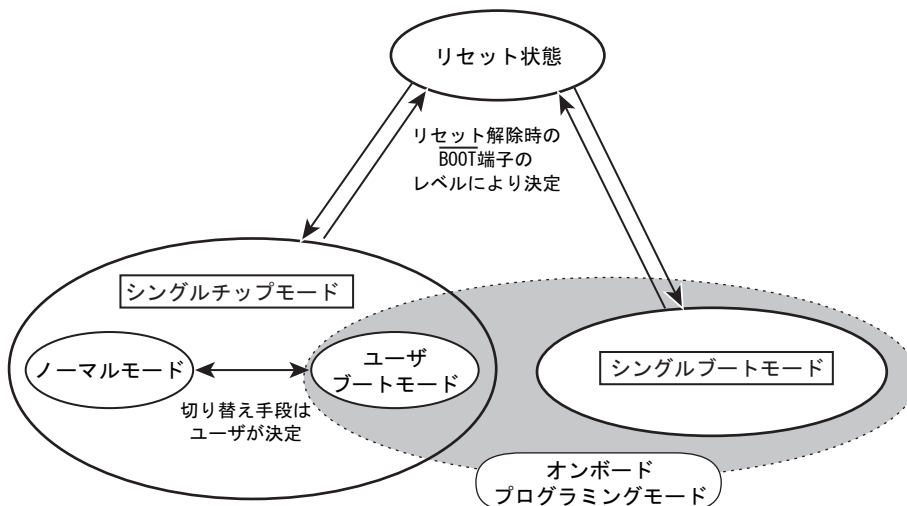 リセット状態
リセット解除時の
BOOT端子の
レベルにより決定
シングルチップモード
ノーマルモード
ユーザ
ブートモード
シングルブートモード
切り替え手段は
ユーザが決定
オンボード
プログラミングモード